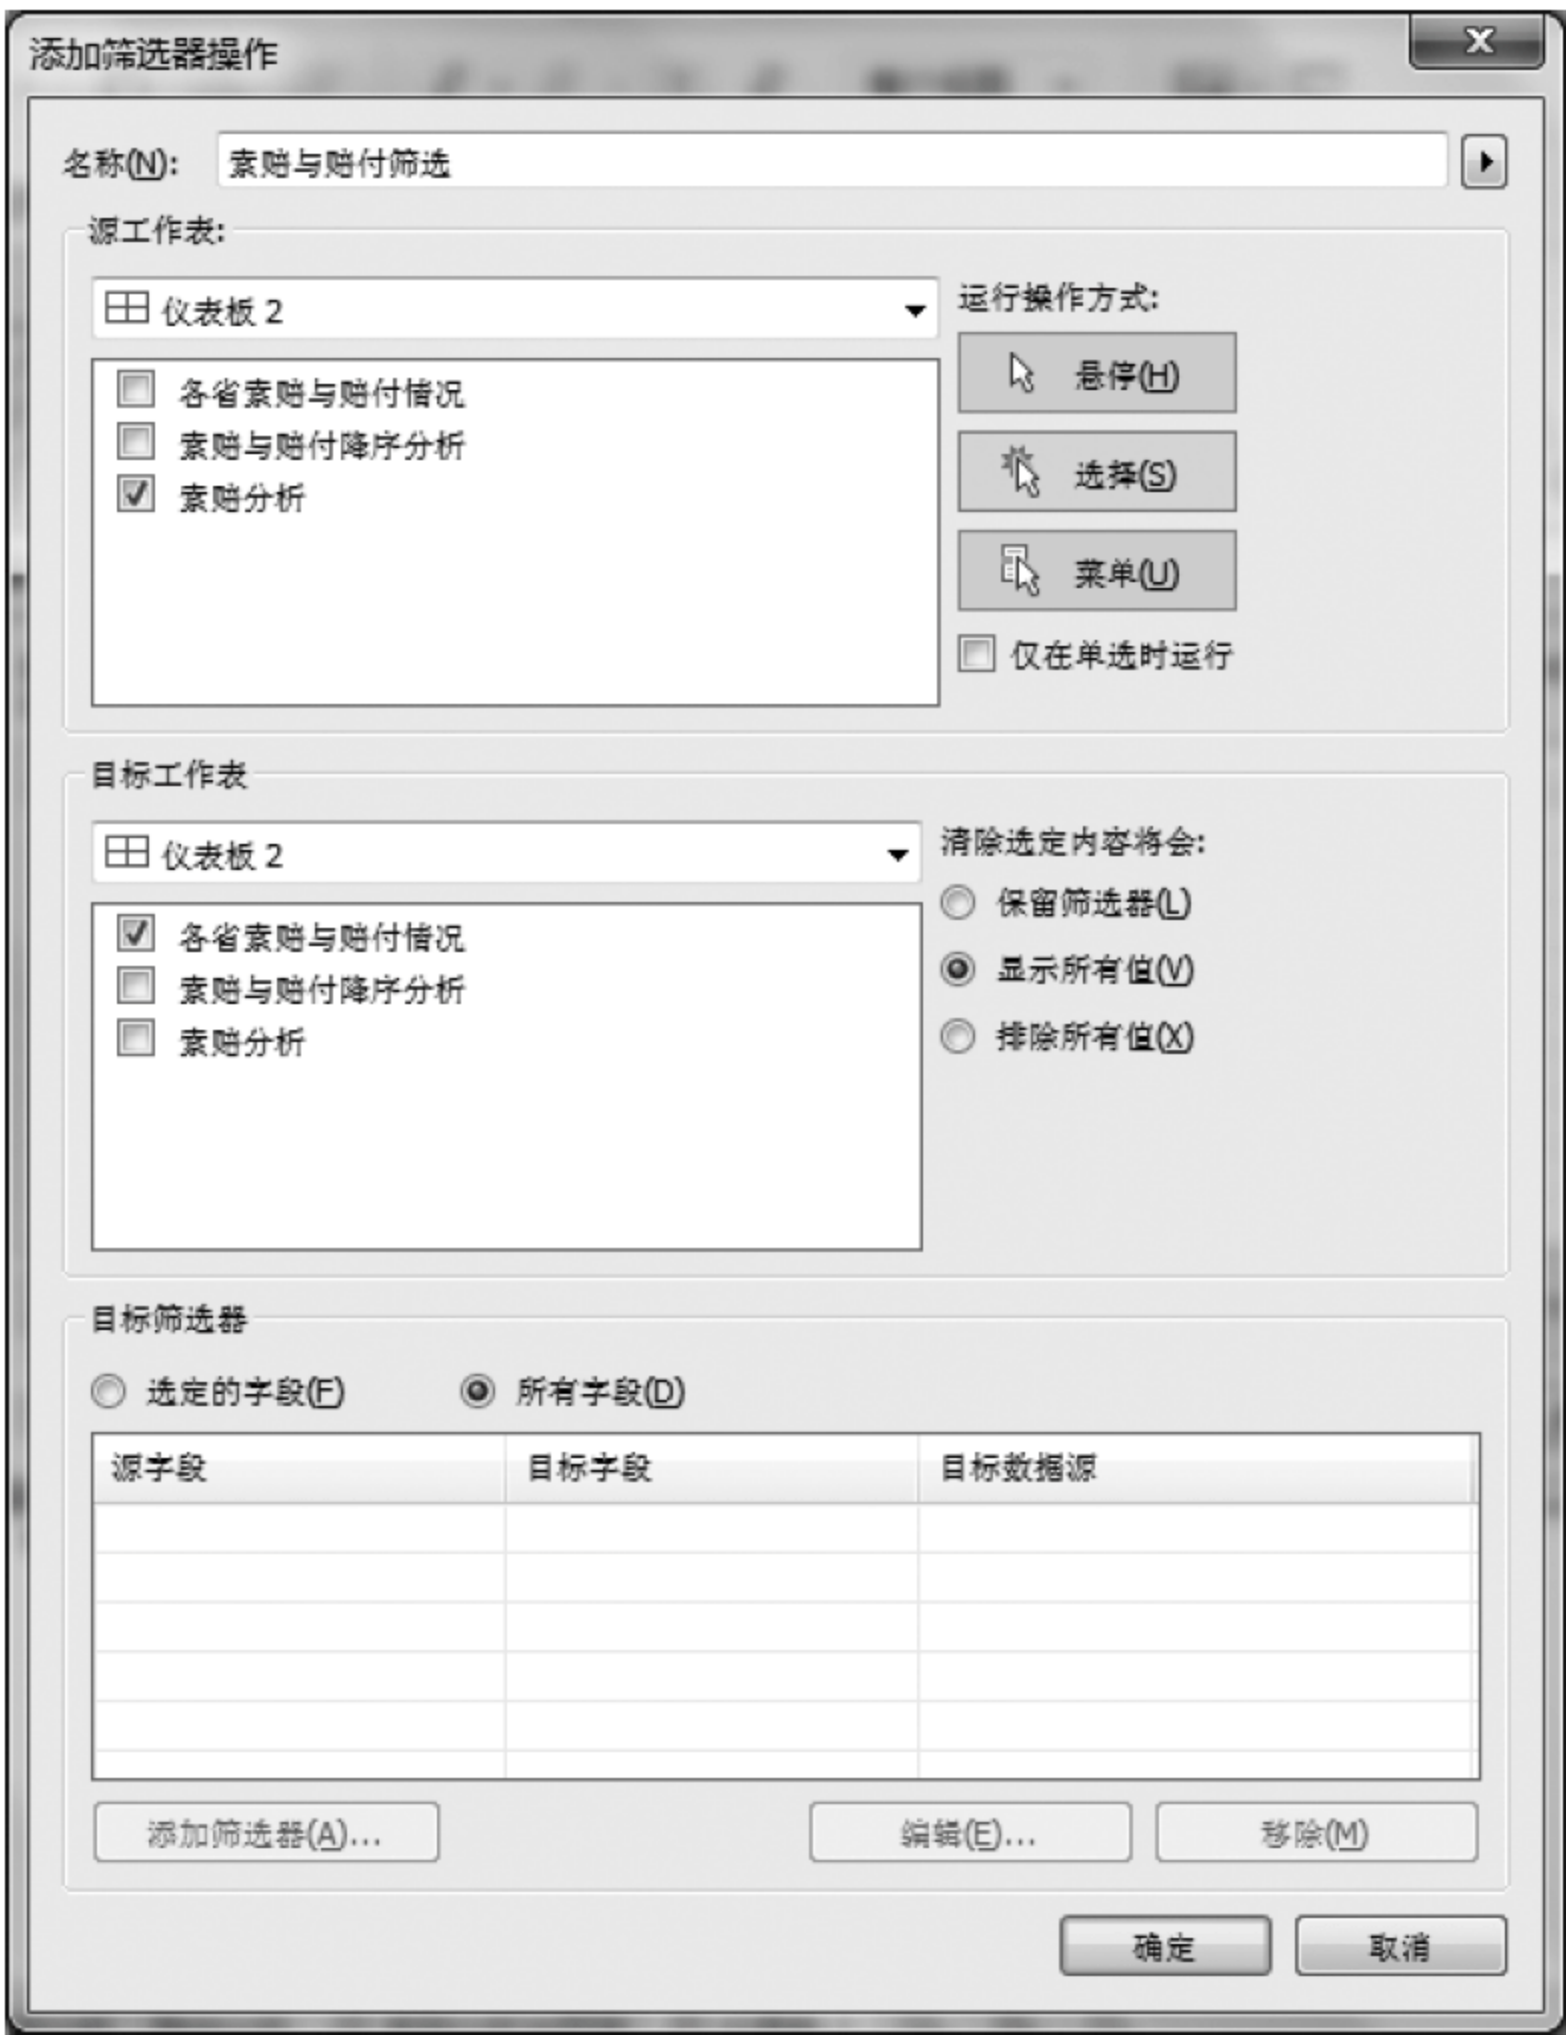 添加筛选器操作
名称(N): 索赔与赔付筛选
源工作表:
仪表板 2
运行操作方式:
各省索赔与赔付情况
索赔与赔付降序分析
索赔分析
悬停(H)
选择(S)
菜单(U)
仅在单选时运行
目标工作表
仪表板 2
清除选定内容将会:
各省索赔与赔付情况
索赔与赔付降序分析
索赔分析
保留筛选器(L)
显示所有值(V)
排除所有值(X)
目标筛选器
选定的字段(F) 所有字段(D)
源字段 目标字段 目标数据源
添加筛选器(A)... 编辑(E)... 移除(M)
确定 取消